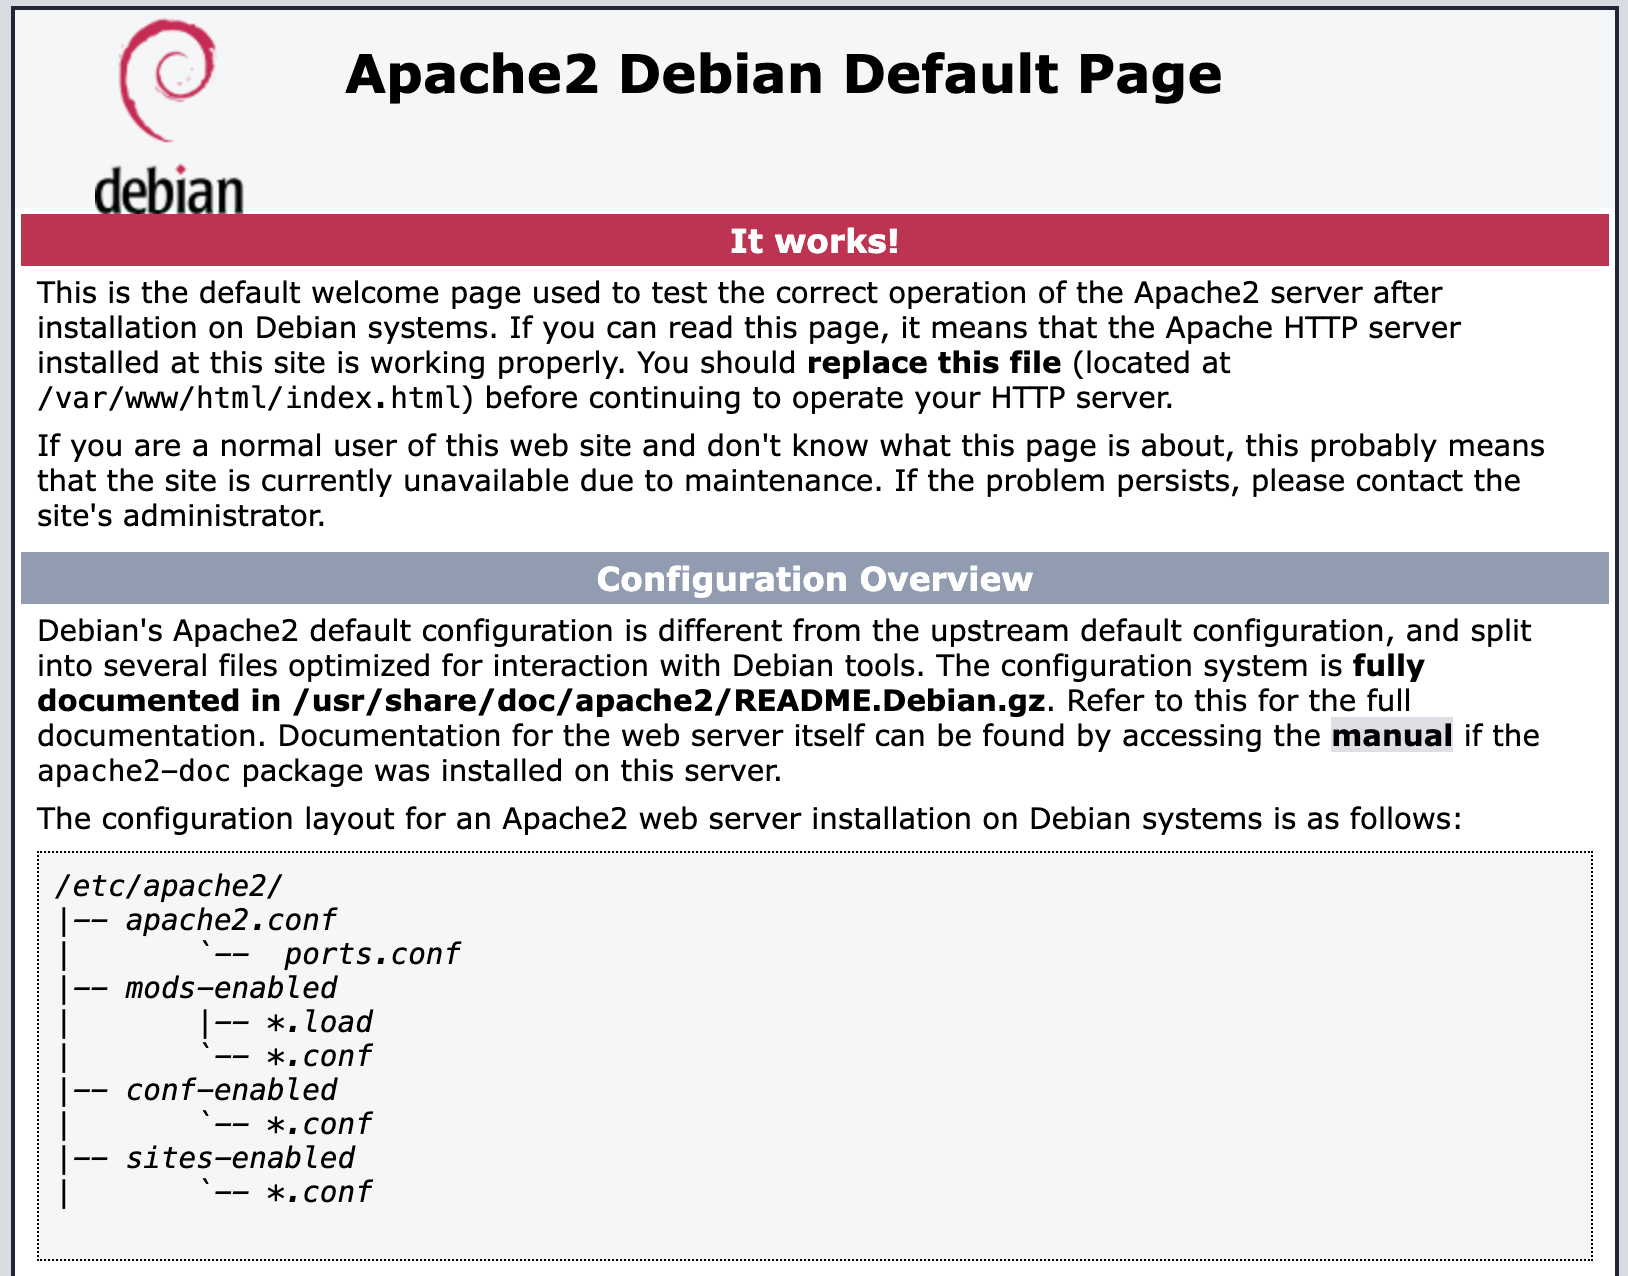 debian
Apache2 Debian Default Page
It works!
This is the default welcome page used to test the correct operation of the Apache2 server after
installation on Debian systems. If you can read this page, it means that the Apache HTTP server
installed at this site is working properly. You should replace this file (located at
/var/www/html/index.html) before continuing to operate your HTTP server.
If you are a normal user of this web site and don't know what this page is about, this probably means
that the site is currently unavailable due to maintenance. If the problem persists, please contact the
site's administrator.
Configuration Overview
Debian's Apache2 default configuration is different from the upstream default configuration, and split
into several files optimized for interaction with Debian tools. The configuration system is fully
documented in /usr/share/doc/apache2/README.Debian.gz. Refer to this for the full
documentation. Documentation for the web server itself can be found by accessing the manual if the
apache2-doc package was installed on this server.
The configuration layout for an Apache2 web server installation on Debian systems is as follows:
/etc/apache2/
|-- apache2.conf
|       `--  ports.conf
|-- mods-enabled
|       |-- *.load
|       `-- *.conf
|-- conf-enabled
|       `-- *.conf
|-- sites-enabled
|       `-- *.conf